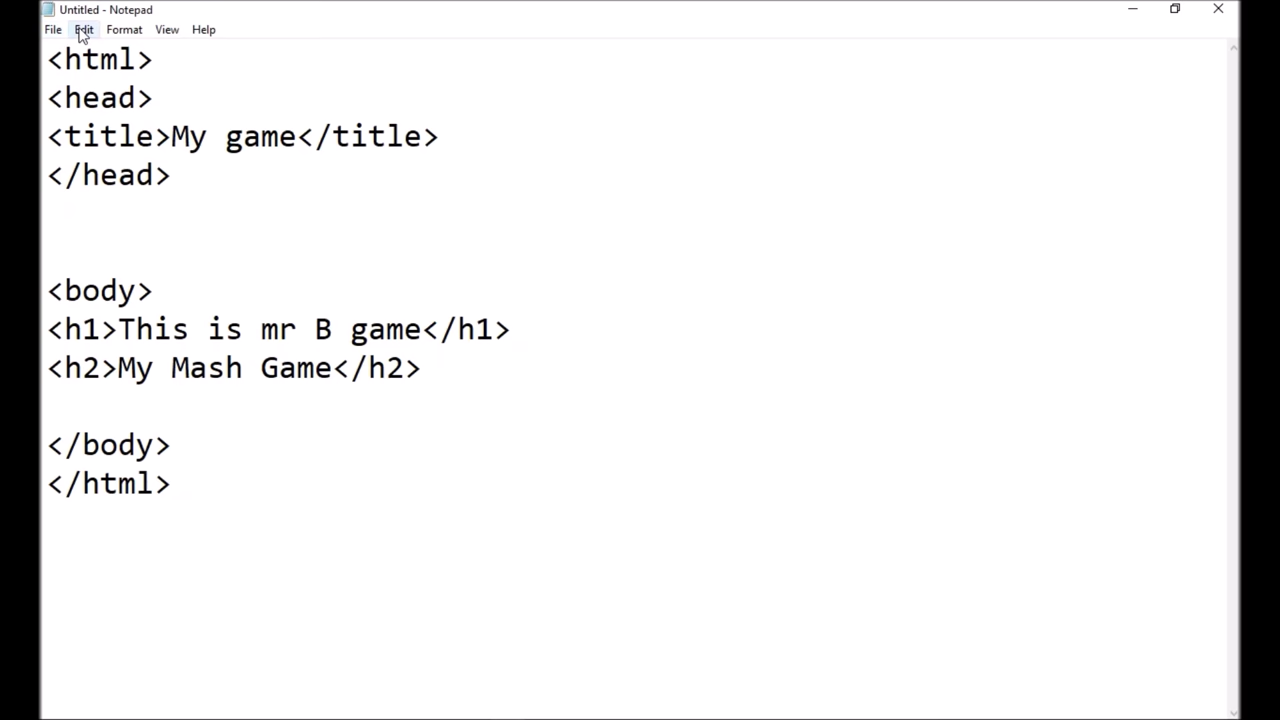 Untitled - Notepad
File Edit Format View Help
<html>
<head>
<title>My game</title>
</head>
<body>
<h1>This is mr B game</h1>
<h2>My Mash Game</h2>
</body>
</html>